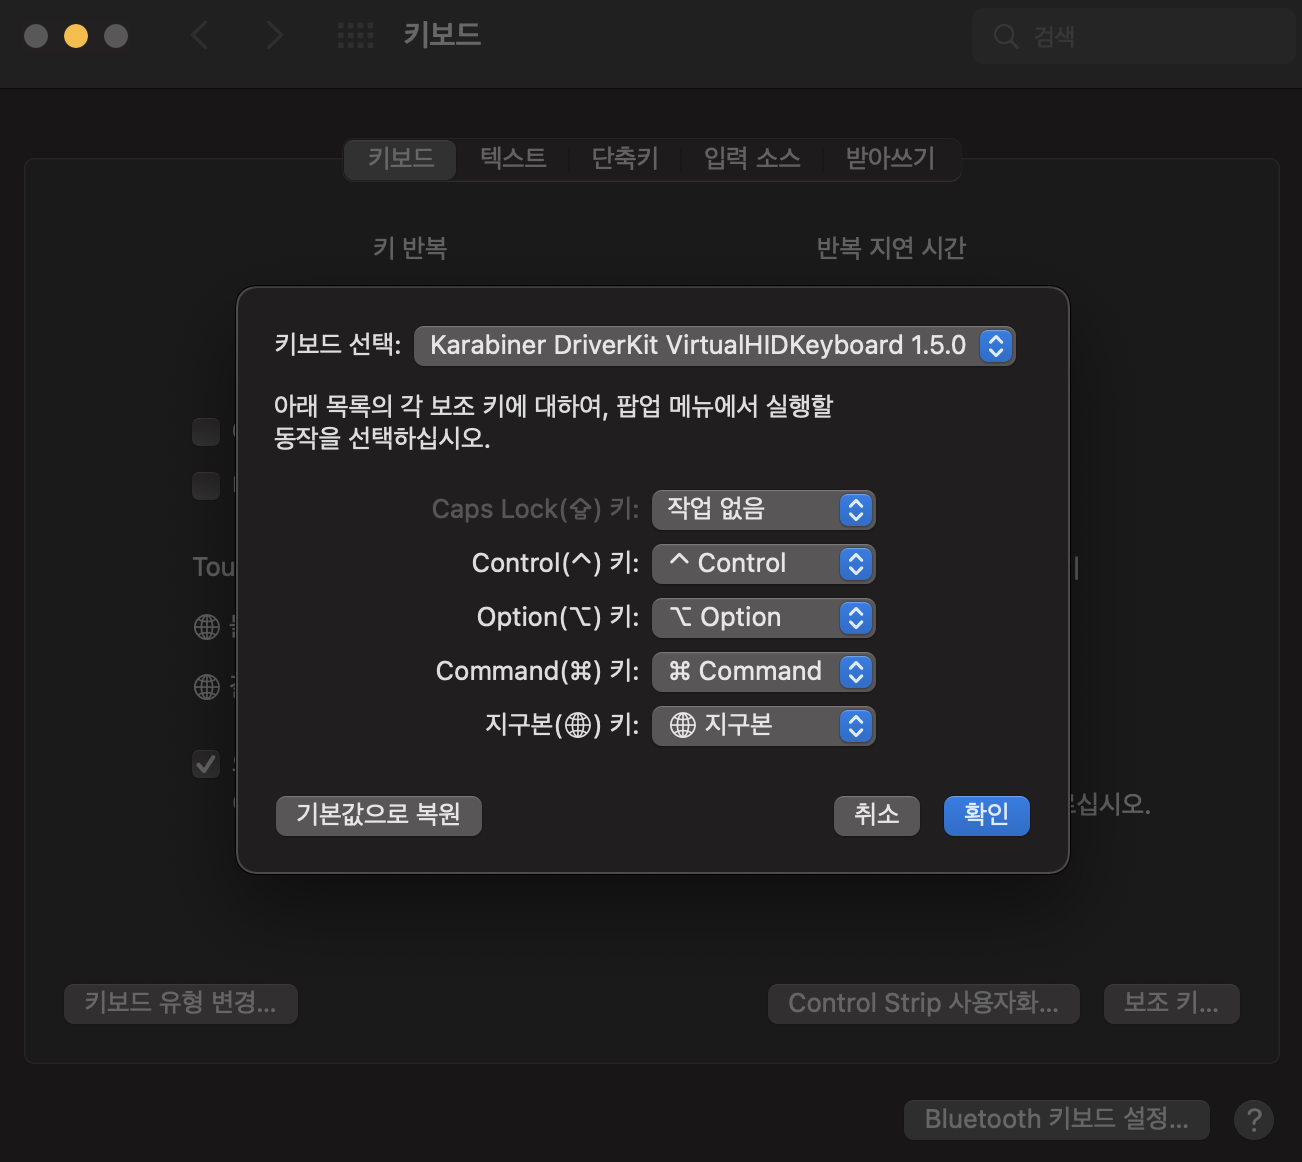 키보드
검색
키보드
텍스트
단축키
입력 소스
받아쓰기
키 반복
반복 지연 시간
키보드 선택: Karabiner DriverKit VirtualHIDKeyboard 1.5.0
아래 목록의 각 보조 키에 대하여, 팝업 메뉴에서 실행할
동작을 선택하십시오.
Caps Lock(⇪) 키: 작업 없음
Control(^) 키: ^ Control
Option(⌥) 키: ⌥ Option
Command(⌘) 키: ⌘ Command
지구본(🌐) 키: 🌐 지구본
Tou
기본값으로 복원
취소
확인
십시오.
키보드 유형 변경...
Control Strip 사용자화...
보조 키...
Bluetooth 키보드 설정...
?